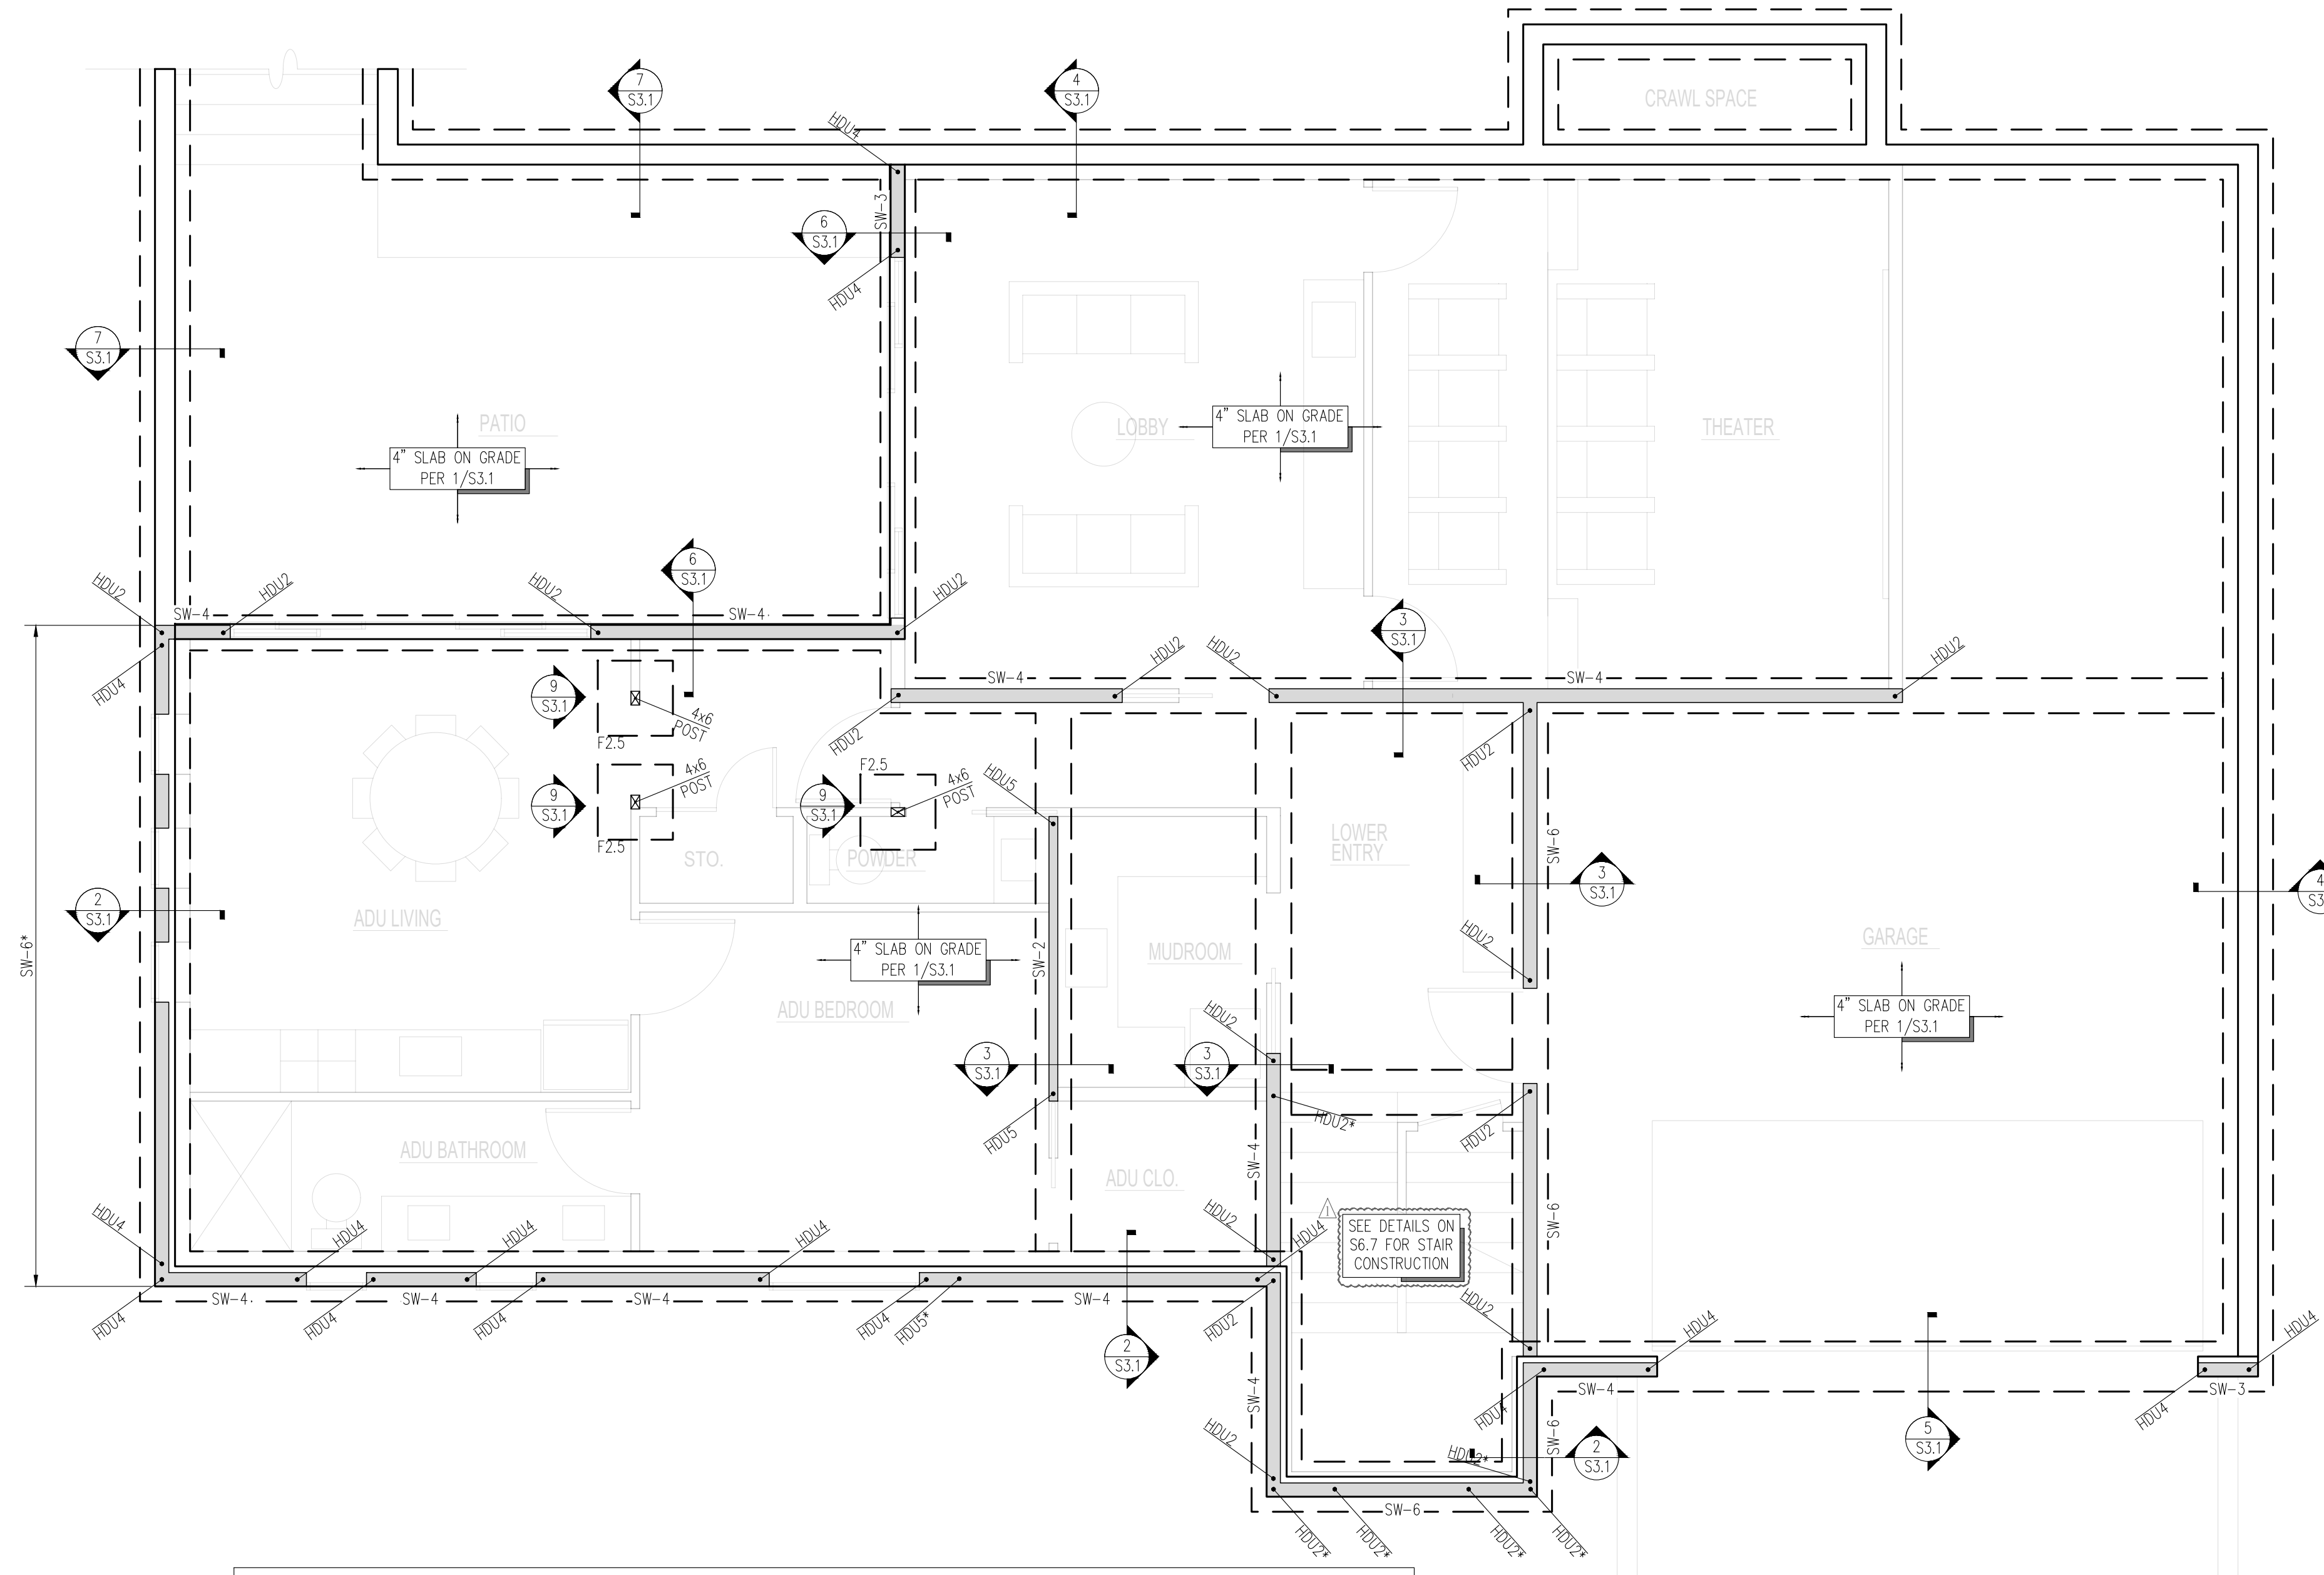 7
S3.1
4
S3.1
CRAWL SPACE
HDU4
SW-3
6
S3.1
HDU4
7
S3.1
PATIO
4" SLAB ON GRADE
PER 1/S3.1
LOBBY
4" SLAB ON GRADE
PER 1/S3.1
THEATER
6
S3.1
HDU2
HDU2
HDU2
HDU2
SW-4
SW-4
3
S3.1
HDU4
9
S3.1
4x6
POST
F2.5
HDU2
SW-4
HDU2
HDU2
SW-4
HDU2
HDU2
9
S3.1
4x6
POST
F2.5
F2.5
9
S3.1
4x6
POST
HDU5
STO.
POWDER
LOWER
ENTRY
SW-6
3
S3.1
4
S3
2
S3.1
SW-6*
ADU LIVING
4" SLAB ON GRADE
PER 1/S3.1
SW-2
MUDROOM
HDU2
GARAGE
4" SLAB ON GRADE
PER 1/S3.1
ADU BEDROOM
HDU2
3
S3.1
3
S3.1
HDU5
HDU2*
HDU2
ADU BATHROOM
ADU CLO.
SW-4
SW-6
1
SEE DETAILS ON
S6.7 FOR STAIR
CONSTRUCTION
HDU4
HDU4
HDU4
HDU4
HDU2
HDU4
HDU2
HDU4
HDU4
SW-4
SW-4
SW-4
SW-4
HDU4
HDU4
HDU4
HDU4
HDU5*
HDU2
2
S3.1
SW-4
SW-4
SW-3
HDU4
HDU4
HDU2
SW-6
HDU2*
2
S3.1
5
S3.1
SW-6
HDU2*
HDU2*
HDU2*
HDU2*